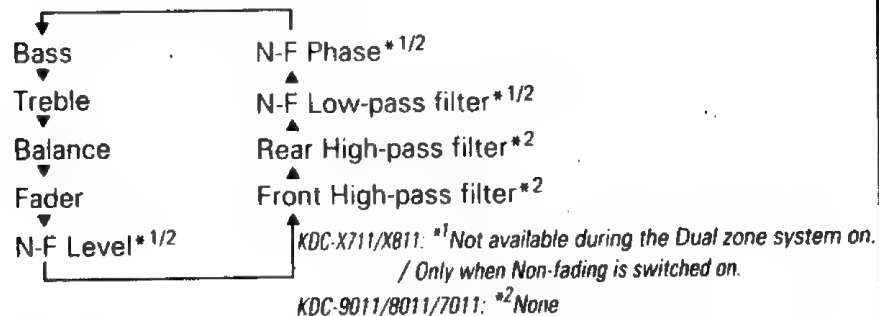 Bass
Treble
Balance
Fader
N-F Level*1/2
Front High-pass filter*2
Rear High-pass filter*2
N-F Low-pass filter*1/2
N-F Phase*1/2
KDC-X711/X811: *1Not available during the Dual zone system on.
/ Only when Non-fading is switched on.
KDC-9011/8011/7011: *2None